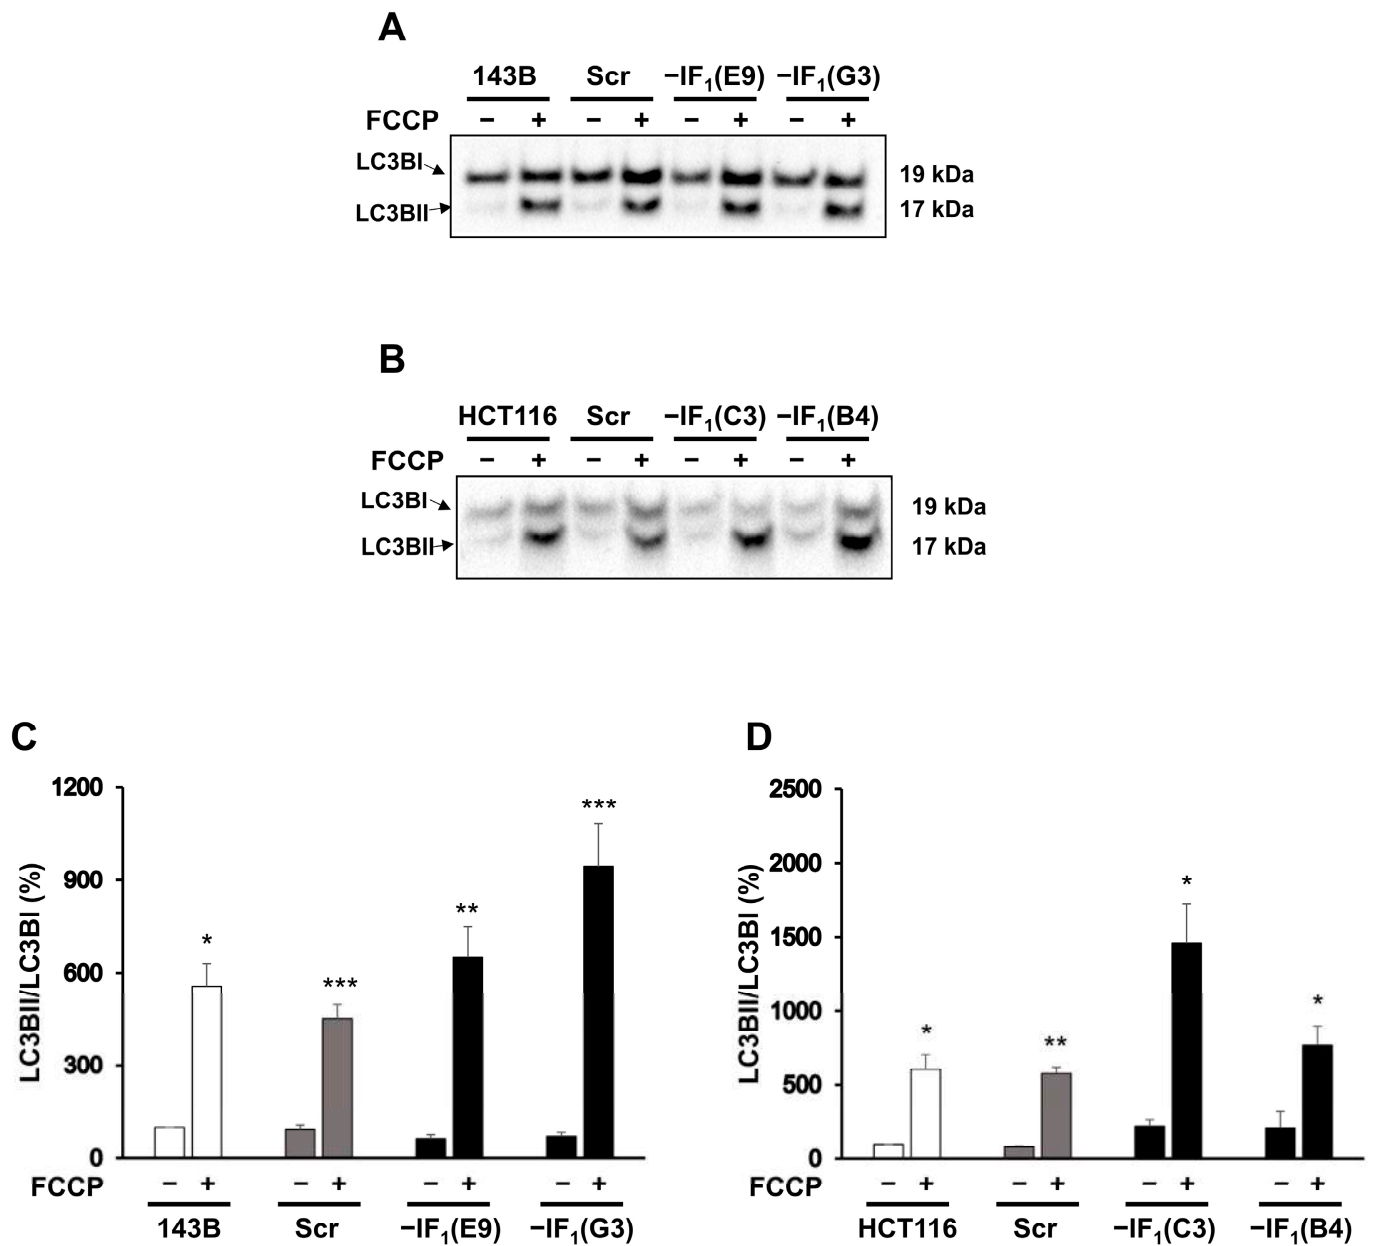 A
143B Scr −IF1(E9) −IF1(G3)
FCCP − + − + − + − +
LC3BI 19 kDa
LC3BII 17 kDa
B
HCT116 Scr −IF1(C3) −IF1(B4)
FCCP − + − + − + − +
LC3BI 19 kDa
LC3BII 17 kDa
C
LC3BII/LC3BI (%)
1200
900
600
300
0
* *** ** ***
FCCP − + − + − + − +
143B Scr −IF1(E9) −IF1(G3)
D
LC3BII/LC3BI (%)
2500
2000
1500
1000
500
0
* ** * *
FCCP − + − + − + − +
HCT116 Scr −IF1(C3) −IF1(B4)